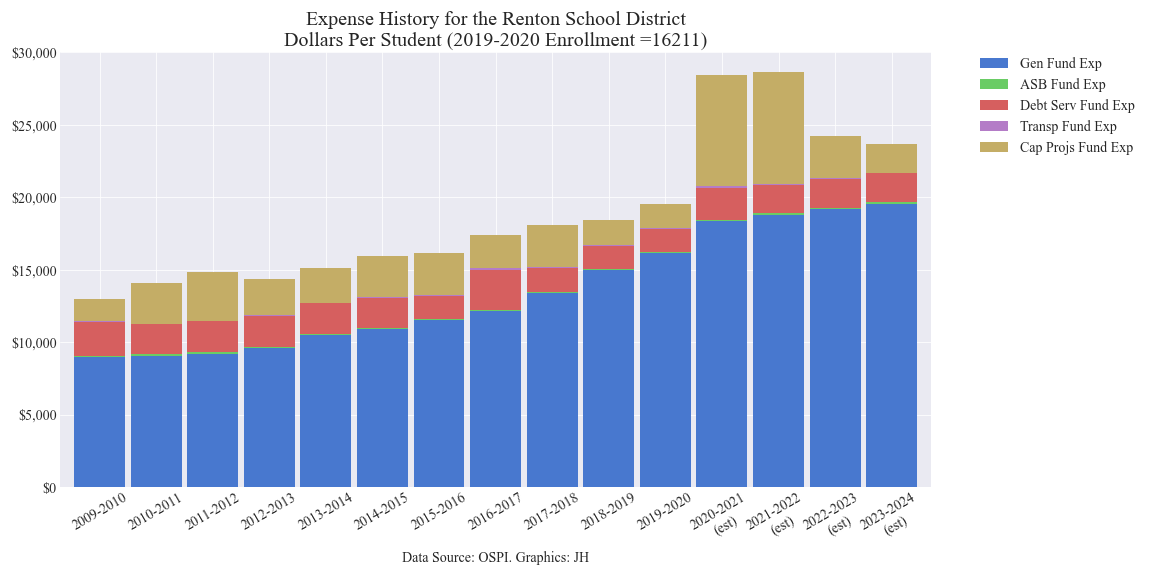 Expense History for the Renton School District
Dollars Per Student (2019-2020 Enrollment =16211)
$30,000
$25,000
$20,000
$15,000
$10,000
$5,000
$0
Gen Fund Exp
ASB Fund Exp
Debt Serv Fund Exp
Transp Fund Exp
Cap Projs Fund Exp
2009-2010
2010-2011
2011-2012
2012-2013
2013-2014
2014-2015
2015-2016
2016-2017
2017-2018
2018-2019
2019-2020
2020-2021
(est)
2021-2022
(est)
2022-2023
(est)
2023-2024
(est)
Data Source: OSPI. Graphics: JH